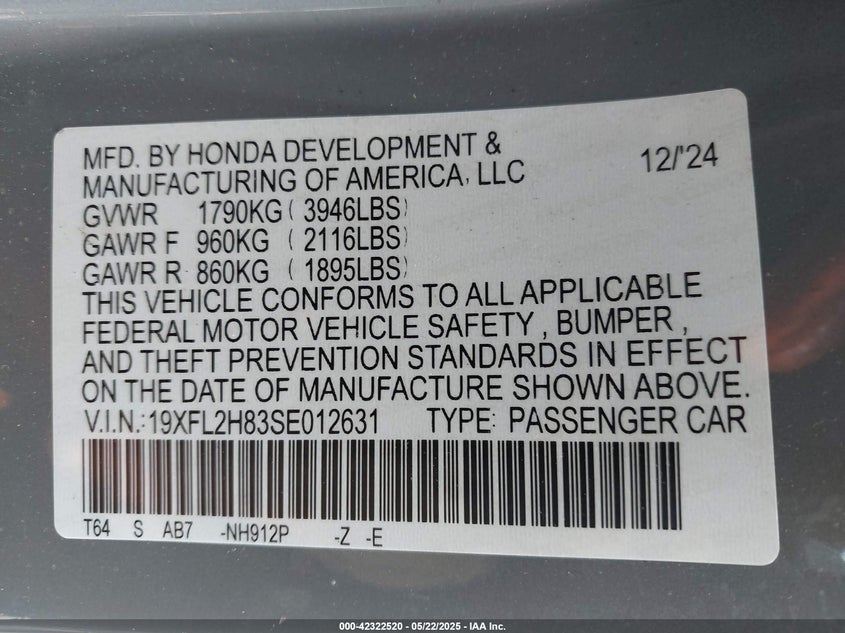 MFD. BY HONDA DEVELOPMENT &
MANUFACTURING OF AMERICA, LLC 12/'24
GVWR 1790KG ( 3946LBS)
GAWR F 960KG ( 2116LBS)
GAWR R 860KG ( 1895LBS)
THIS VEHICLE CONFORMS TO ALL APPLICABLE
FEDERAL MOTOR VEHICLE SAFETY , BUMPER ,
AND THEFT PREVENTION STANDARDS IN EFFECT
ON THE DATE OF MANUFACTURE SHOWN ABOVE.
V.I.N.:19XFL2H83SE012631 TYPE: PASSENGER CAR
T64 S AB7 -NH912P -Z -E
000-42322520 - 05/22/2025 - IAA Inc.